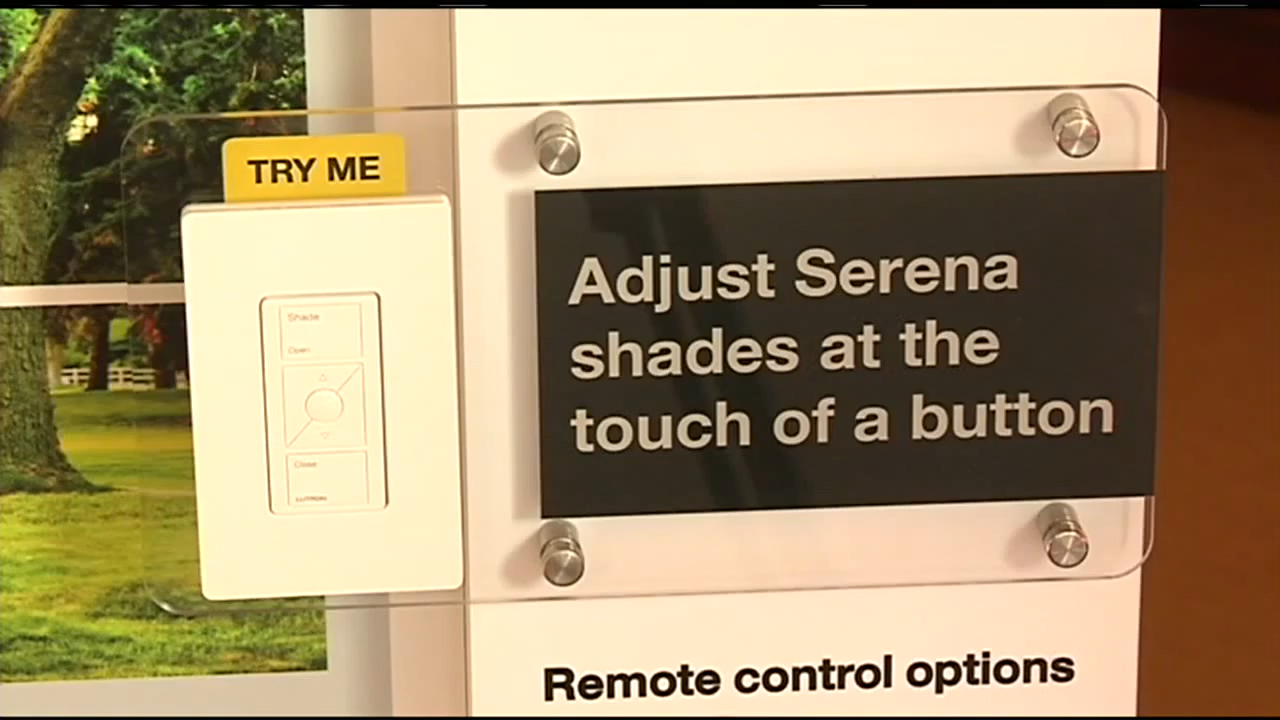 TRY ME
Shade
Open
Close
LUTRON
Adjust Serena
shades at the
touch of a button
Remote control options